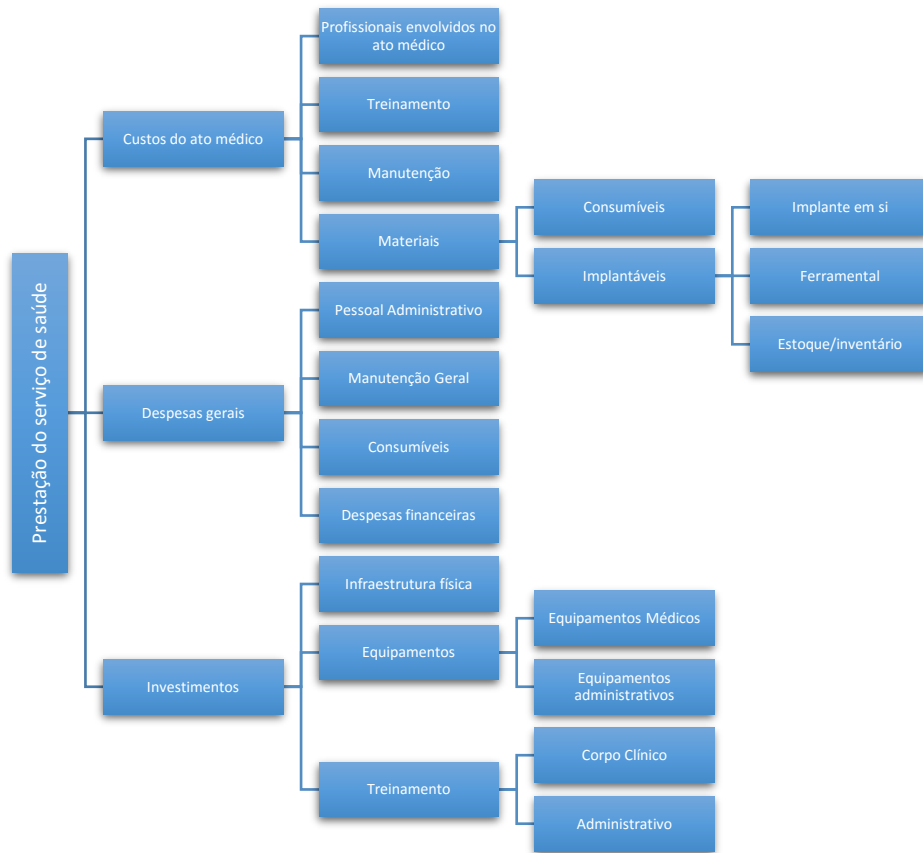 Prestação do serviço de saúde
Custos do ato médico
Profissionais envolvidos no
ato médico
Treinamento
Manutenção
Materiais
Consumíveis
Implantáveis
Implante em si
Ferramental
Estoque/inventário
Despesas gerais
Pessoal Administrativo
Manutenção Geral
Consumíveis
Despesas financeiras
Investimentos
Infraestrutura física
Equipamentos
Equipamentos Médicos
Equipamentos
administrativos
Treinamento
Corpo Clínico
Administrativo